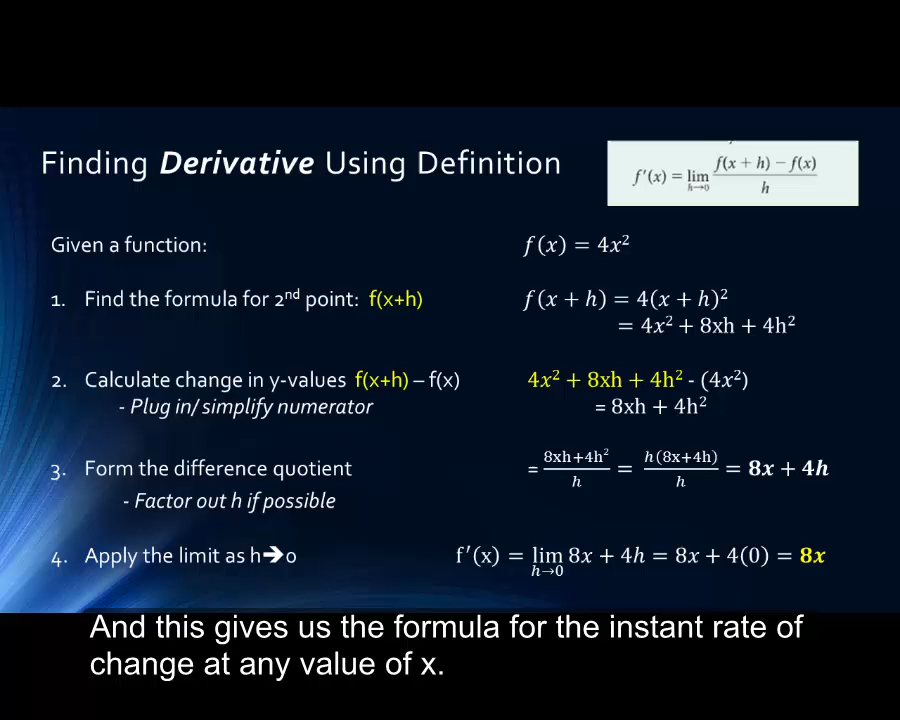 Finding Derivative Using Definition
f′(x) = lim h→0 f(x + h) − f(x) / h
Given a function: f(x) = 4x²
1. Find the formula for 2nd point: f(x+h) f(x + h) = 4(x + h)²
= 4x² + 8xh + 4h²
2. Calculate change in y-values f(x+h) – f(x) 4x² + 8xh + 4h² - (4x²)
- Plug in/simplify numerator = 8xh + 4h²
3. Form the difference quotient = 8xh+4h² / h = h(8x+4h) / h = 8x + 4h
- Factor out h if possible
4. Apply the limit as h➔0 f′(x) = lim h→0 8x + 4h = 8x + 4(0) = 8x
And this gives us the formula for the instant rate of
change at any value of x.